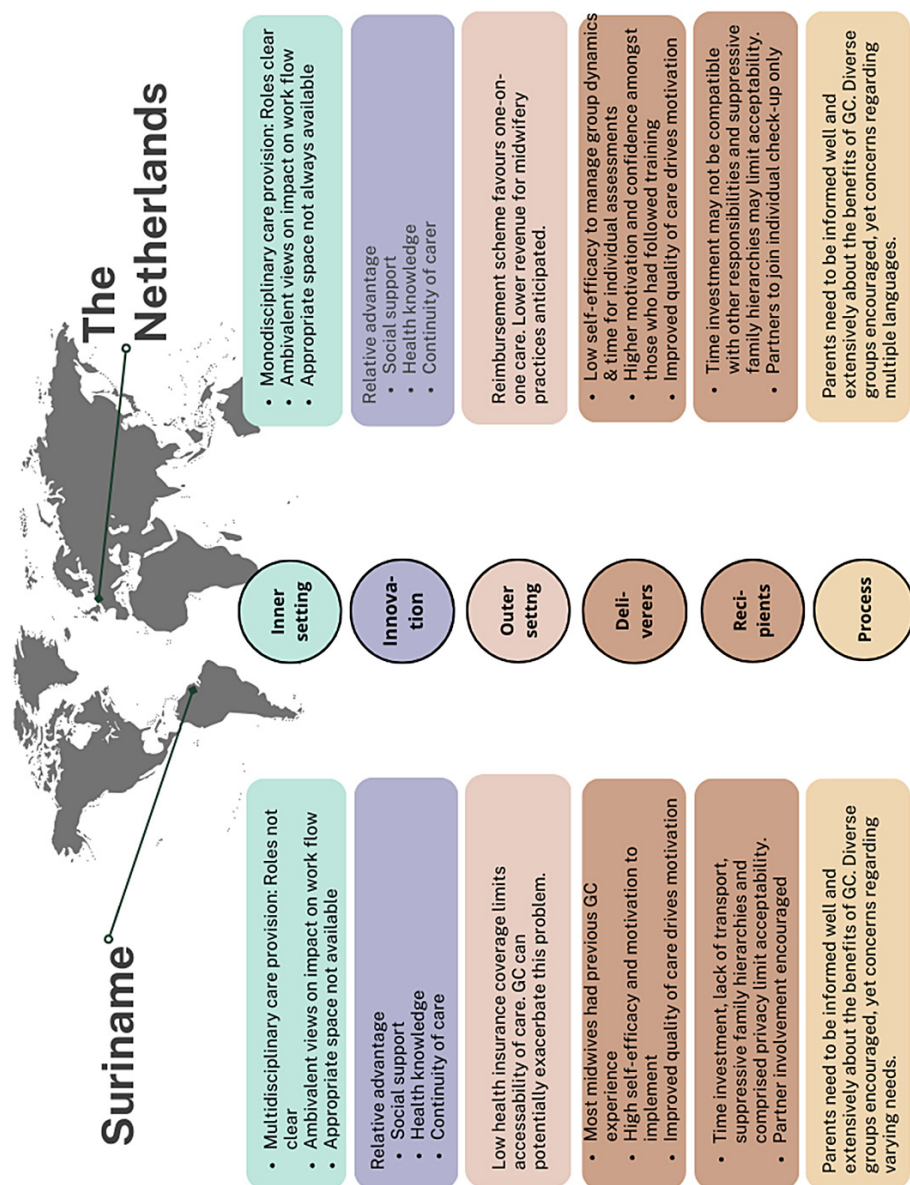 Suriname
The
Netherlands
• Multidisciplinary care provision: Roles not
clear
• Ambivalent views on impact on work flow
• Appropriate space not available
Inner
seting
• Monodisciplinary care provision: Roles clear
• Ambivalent views on impact on work flow
• Appropriate space not always available
Relative advantage
• Social support
• Health knowledge
• Continuity of care
Innova-
tion
Relative advantage
• Social support
• Health knowledge
• Continuity of carer
Low health insurance coverage limits
accessability of care. GC can
potentially exacerbate this problem.
Outer
settng
Reimbursement scheme favours one-on-
one care. Lower revenue for midwifery
practices anticipated.
• Most midwives had previous GC
experience
• High self-efficacy and motivation to
implement
• Improved quality of care drives motivation
Deli-
verers
• Low self-efficacy to manage group dynamics
& time for individual assessments
• Higher motivation and confidence amongst
those who had followed training
• Improved quality of care drives motivation
• Time investment, lack of transport,
suppressive family hierarchies and
comprised privacy limit acceptability.
• Partner involvement encouraged
Reci-
pients
• Time investment may not be compatible
with other responsibilities and suppressive
family hierarchies may limit acceptability.
• Partners to join individual check-up only
Parents need to be informed well and
extensively about the benefits of GC. Diverse
groups encouraged, yet concerns regarding
varying needs.
Process
Parents need to be informed well and
extensively about the benefits of GC. Diverse
groups encouraged, yet concerns regarding
multiple languages.